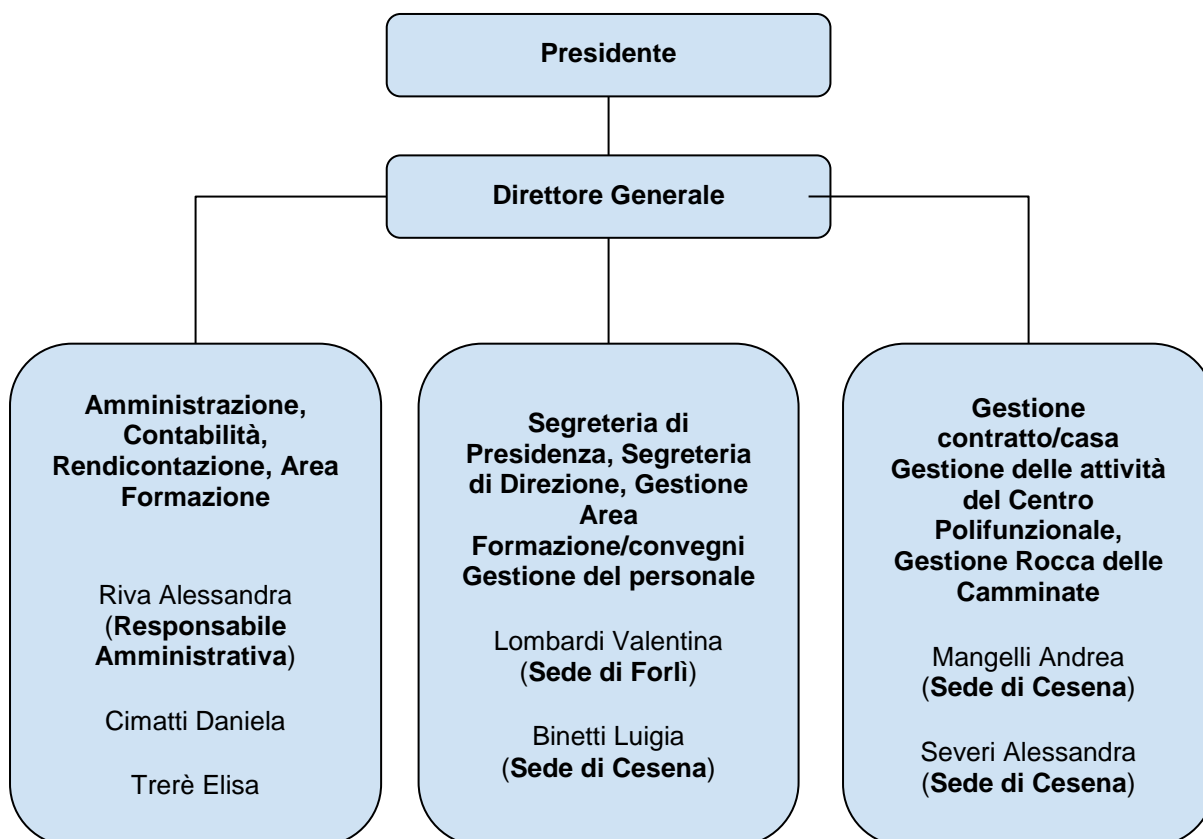 Presidente
Direttore Generale
Amministrazione,
Contabilità,
Rendicontazione, Area
Formazione
Riva Alessandra
(Responsabile
Amministrativa)
Cimatti Daniela
Trerè Elisa
Segreteria di
Presidenza, Segreteria
di Direzione, Gestione
Area
Formazione/convegni
Gestione del personale
Lombardi Valentina
(Sede di Forlì)
Binetti Luigia
(Sede di Cesena)
Gestione
contratto/casa
Gestione delle attività
del Centro
Polifunzionale,
Gestione Rocca delle
Camminate
Mangelli Andrea
(Sede di Cesena)
Severi Alessandra
(Sede di Cesena)